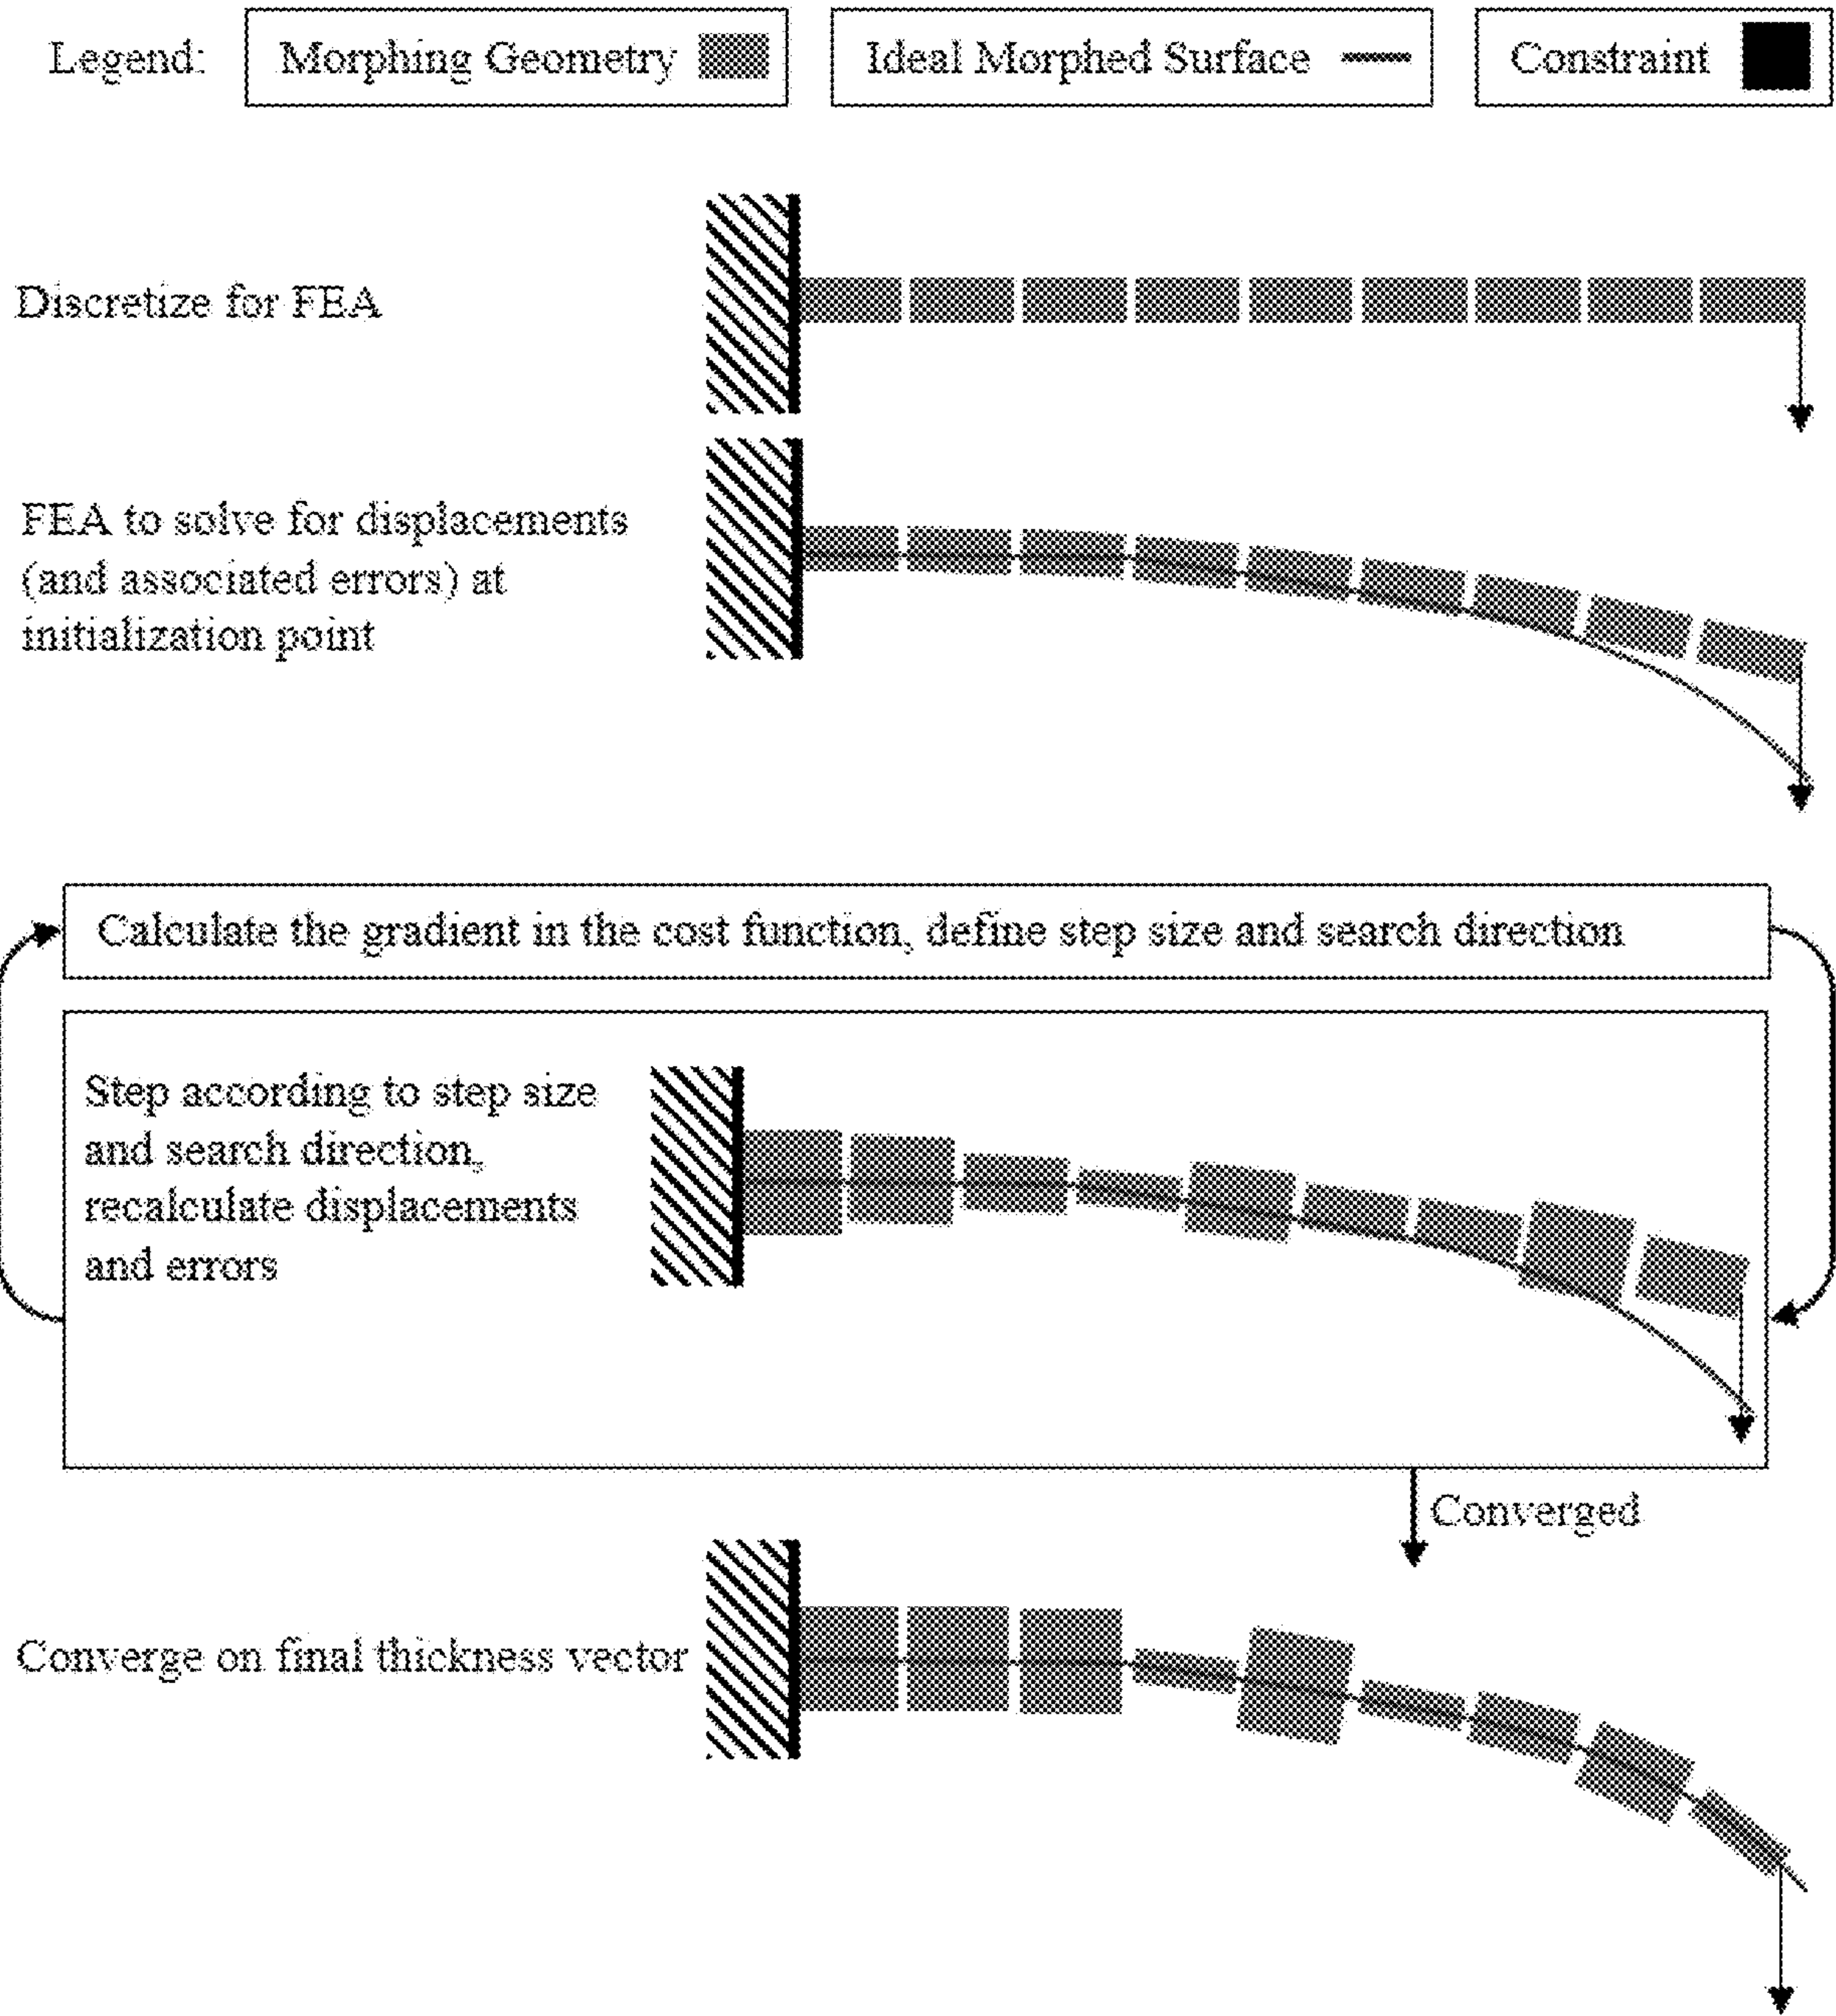 Legend:
Morphing Geometry
Ideal Morphed Surface
Constraint
Discretize for FEA
FEA to solve for displacements
(and associated errors) at
initialization point
Calculate the gradient in the cost function, define step size and search direction
Step according to step size
and search direction,
recalculate displacements
and errors
Converged
Converge on final thickness vector